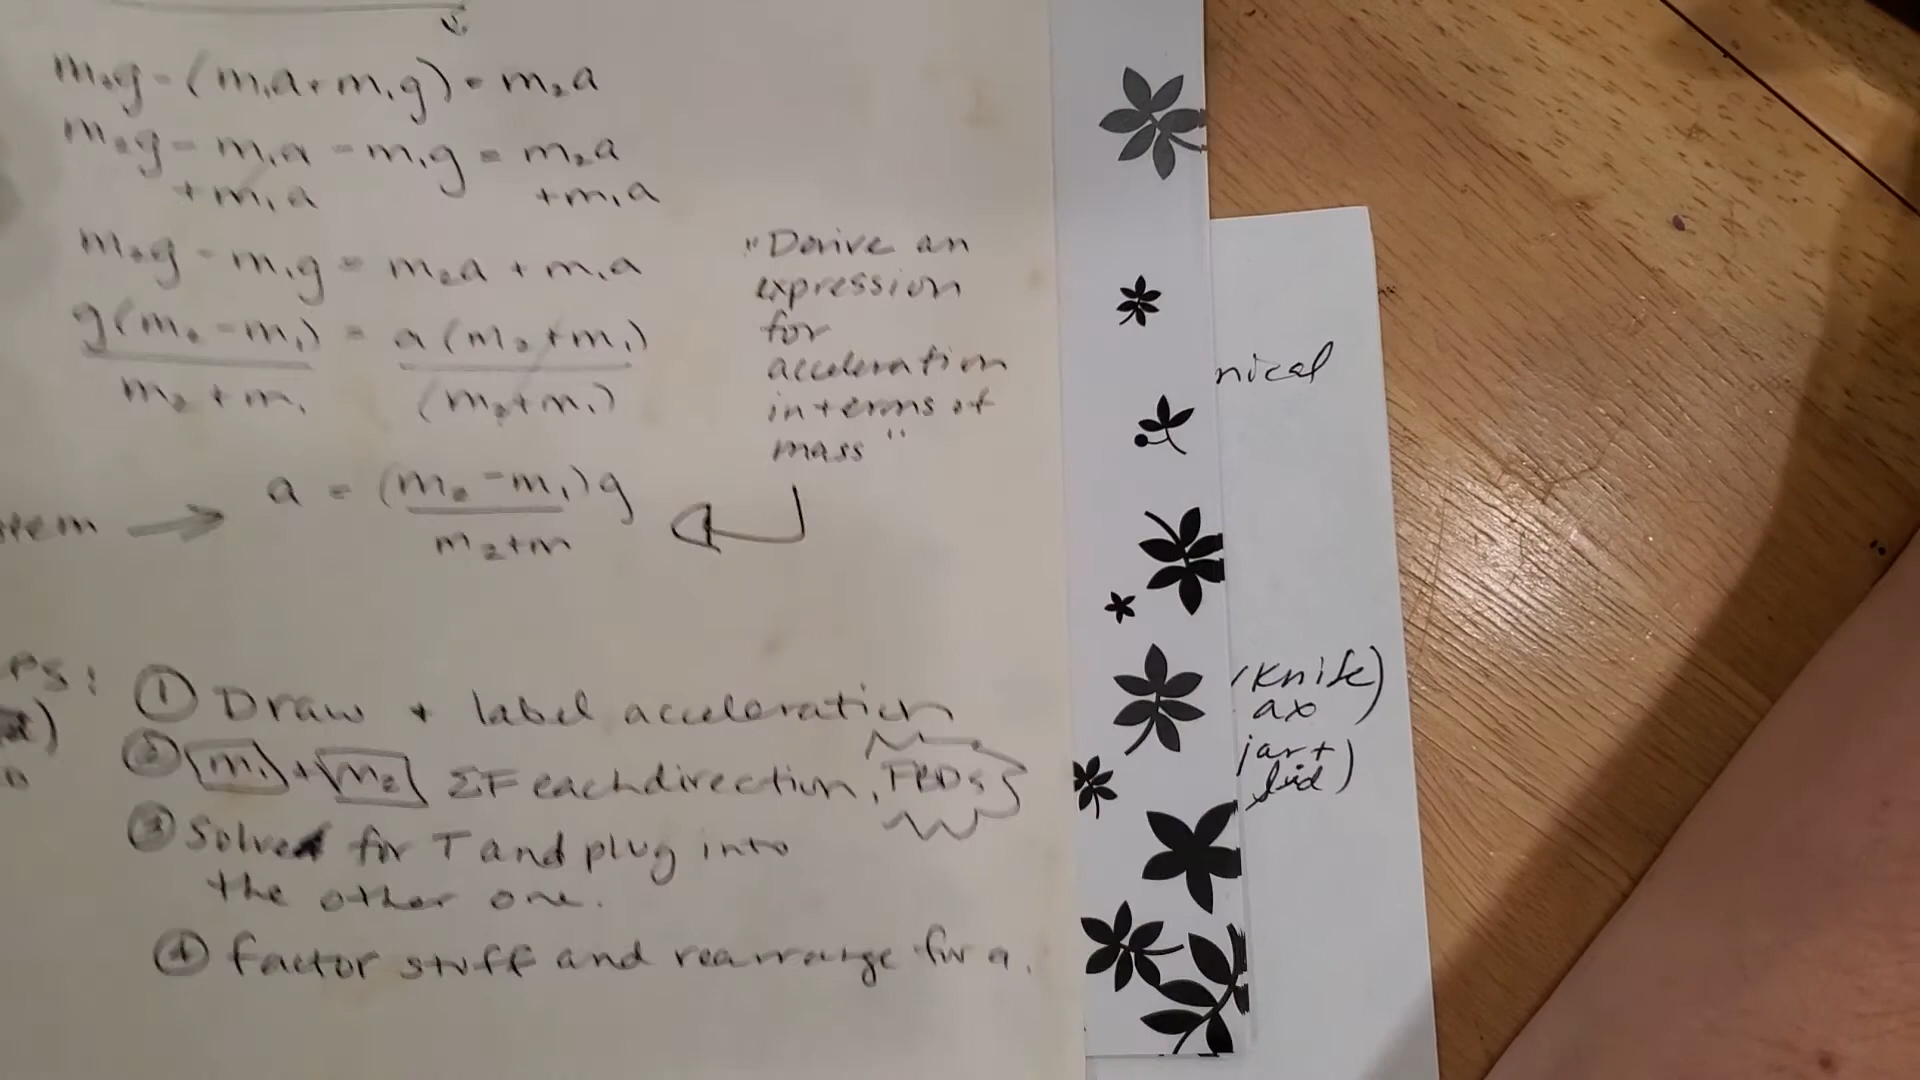 m₂g - (m₁a + m₁g) = m₂a
m₂g - m₁a - m₁g = m₂a
+m₁a +m₁a
m₂g - m₁g = m₂a + m₁a
g(m₂ - m₁) = a(m₂+m₁)
m₂ + m₁ (m₂+m₁)
"Derive an
expression
for
acceleration
in terms of
mass"
a = (m₂ - m₁)g
m₂+m
① Draw + label acceleration
② m₁ + m₂ ΣF each direction, FBDs
③ Solve for T and plug into
the other one.
④ factor stuff and rearrange for a.
nical
(knife)
ax
jar +
lid)